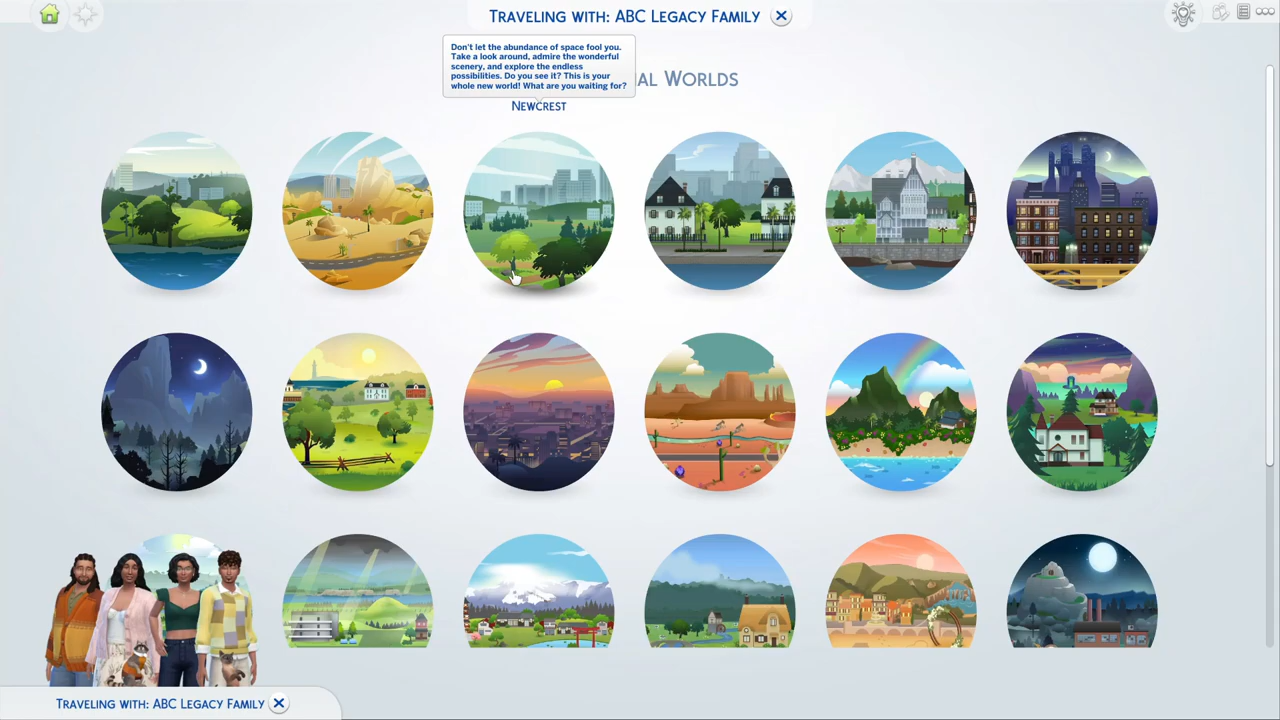 Traveling with: ABC Legacy Family
Don't let the abundance of space fool you.
Take a look around, admire the wonderful
scenery, and explore the endless
possibilities. Do you see it? This is your
whole new world! What are you waiting for?
al Worlds
Newcrest
Traveling with: ABC Legacy Family